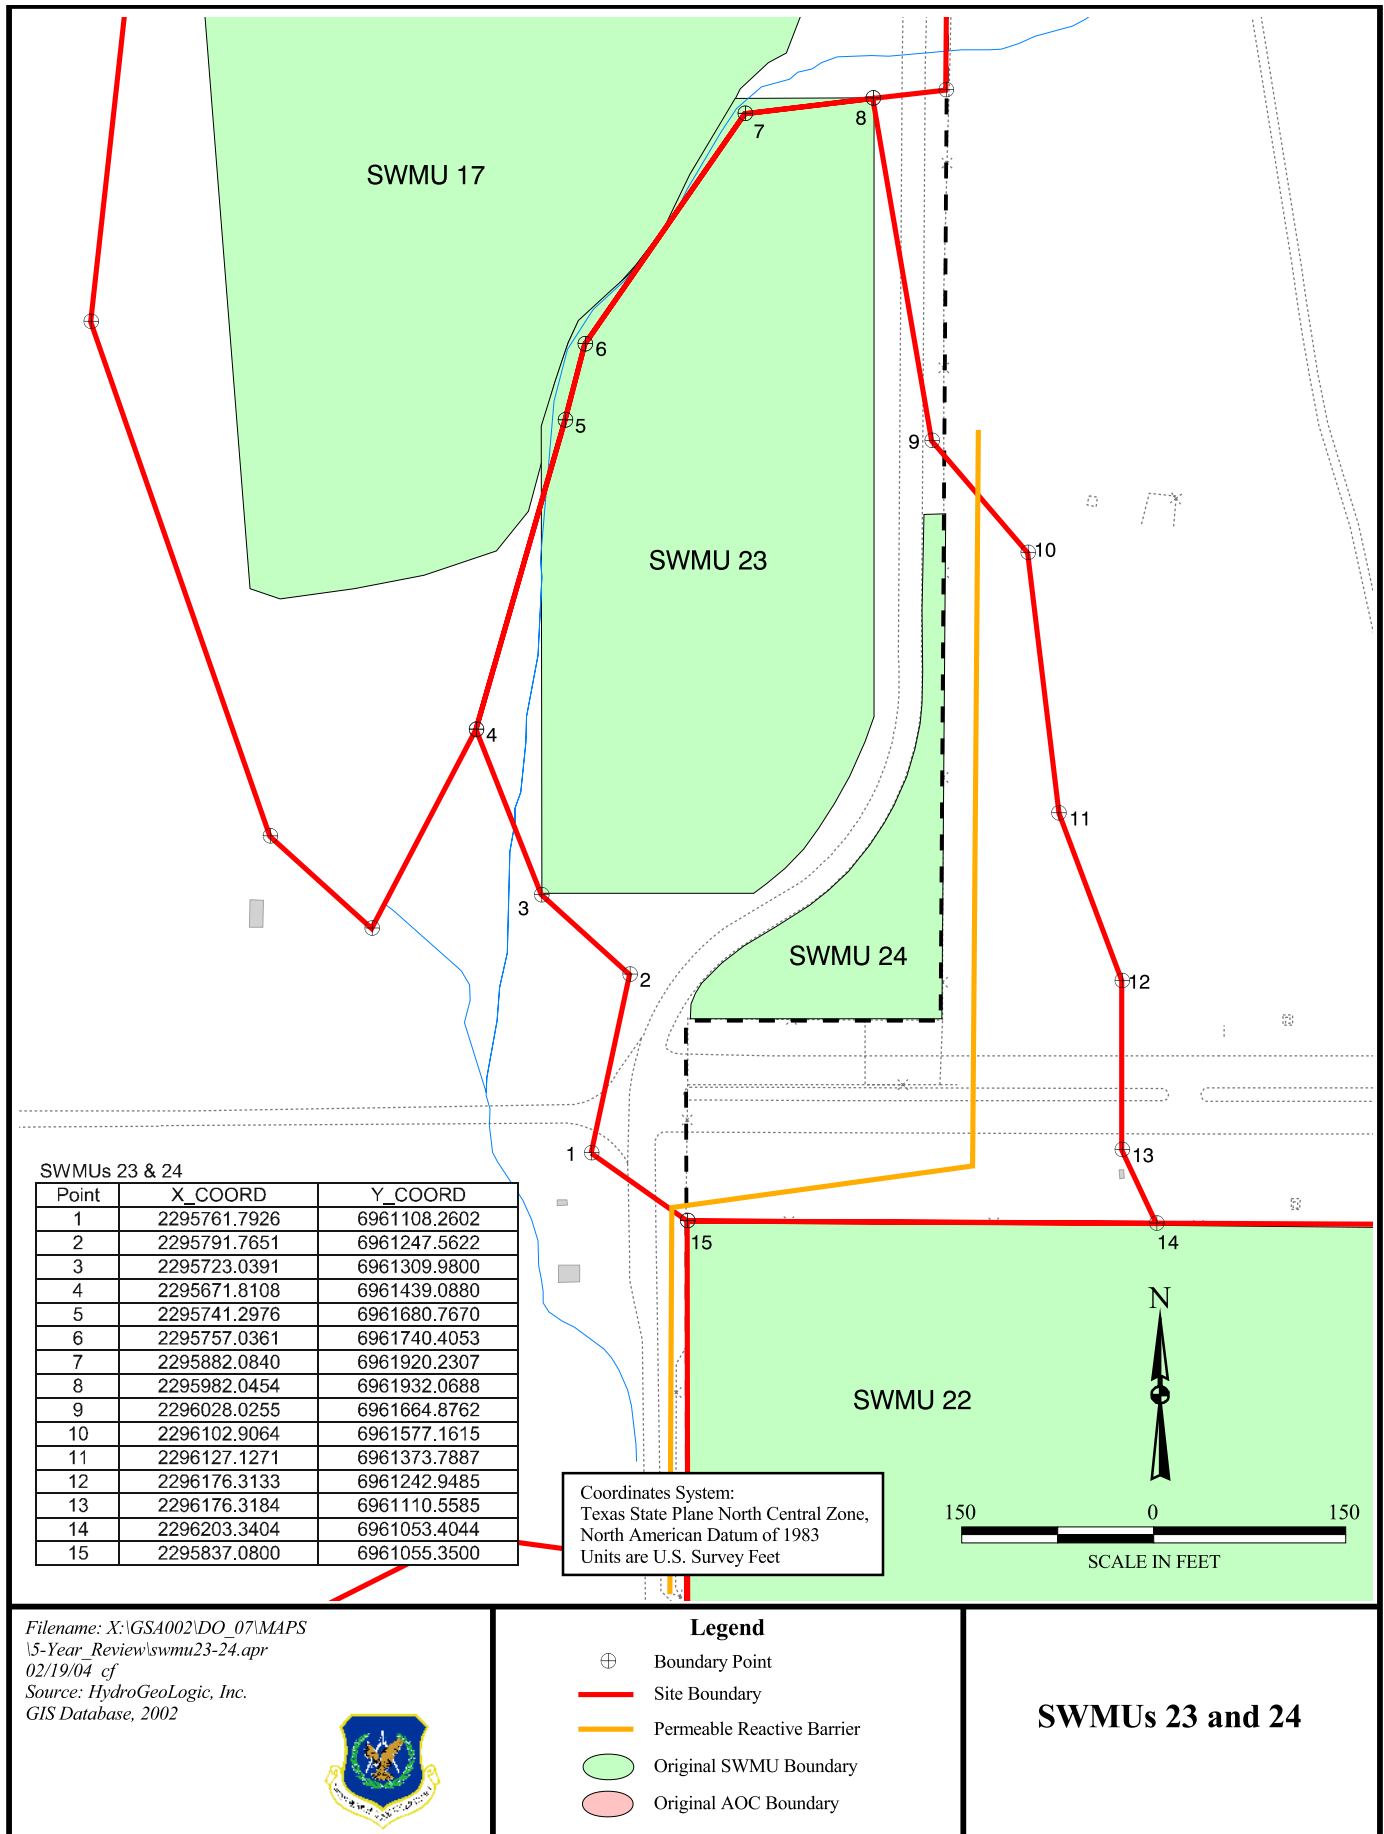 SWMU 17
7
8
6
5
9
SWMU 23
10
4
11
3
2
SWMU 24
12
1
13
15
14
SWMUs 23 & 24
Point X_COORD Y_COORD
1 2295761.7926 6961108.2602
2 2295791.7651 6961247.5622
3 2295723.0391 6961309.9800
4 2295671.8108 6961439.0880
5 2295741.2976 6961680.7670
6 2295757.0361 6961740.4053
7 2295882.0840 6961920.2307
8 2295982.0454 6961932.0688
9 2296028.0255 6961664.8762
10 2296102.9064 6961577.1615
11 2296127.1271 6961373.7887
12 2296176.3133 6961242.9485
13 2296176.3184 6961110.5585
14 2296203.3404 6961053.4044
15 2295837.0800 6961055.3500
N
SWMU 22
Coordinates System:
Texas State Plane North Central Zone,
North American Datum of 1983
Units are U.S. Survey Feet
150 0 150
SCALE IN FEET
Filename: X:\GSA002\DO_07\MAPS
\5-Year_Review\swmu23-24.apr
02/19/04 cf
Source: HydroGeoLogic, Inc.
GIS Database, 2002
Legend
Boundary Point
Site Boundary
Permeable Reactive Barrier
Original SWMU Boundary
Original AOC Boundary
SWMUs 23 and 24